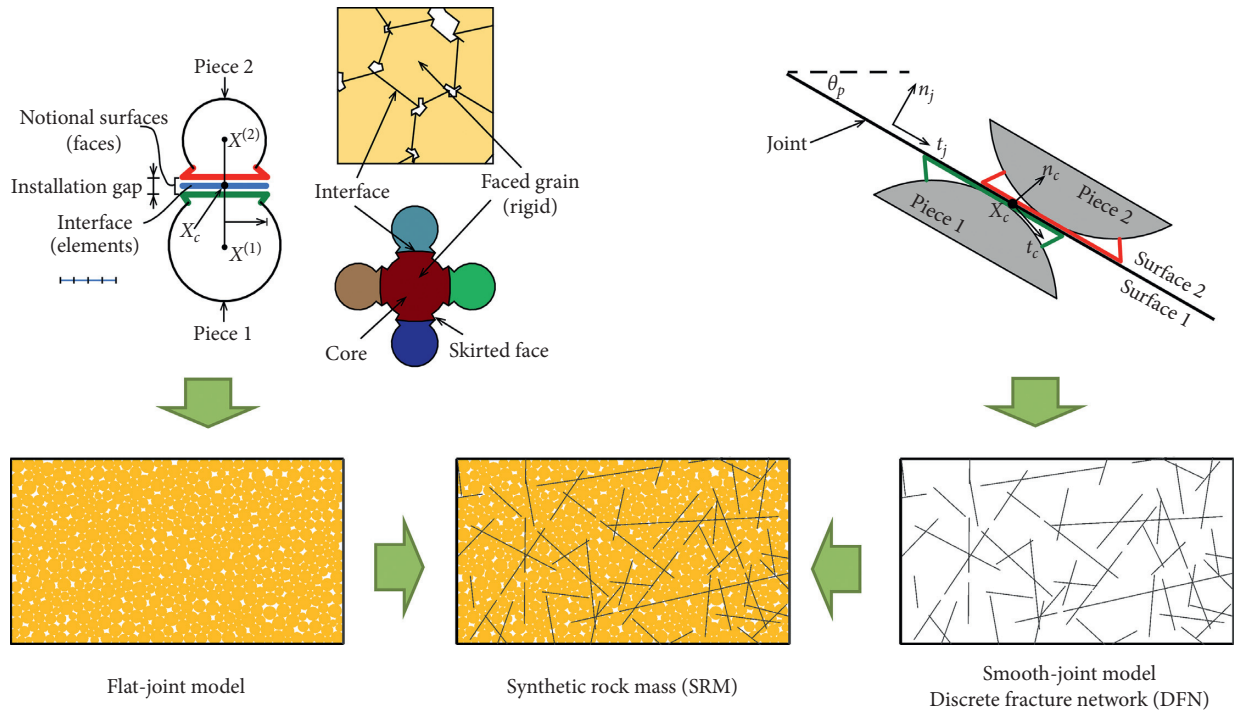 Piece 2
Notional surfaces
(faces)
X(2)
Installation gap
Interface
(elements)
Xc
X(1)
Piece 1
Interface
Faced grain
(rigid)
Core
Skirted face
θp
nj
tj
Joint
nc
Piece 2
Xc
Piece 1
tc
Surface 2
Surface 1
Flat-joint model
Synthetic rock mass (SRM)
Smooth-joint model
Discrete fracture network (DFN)